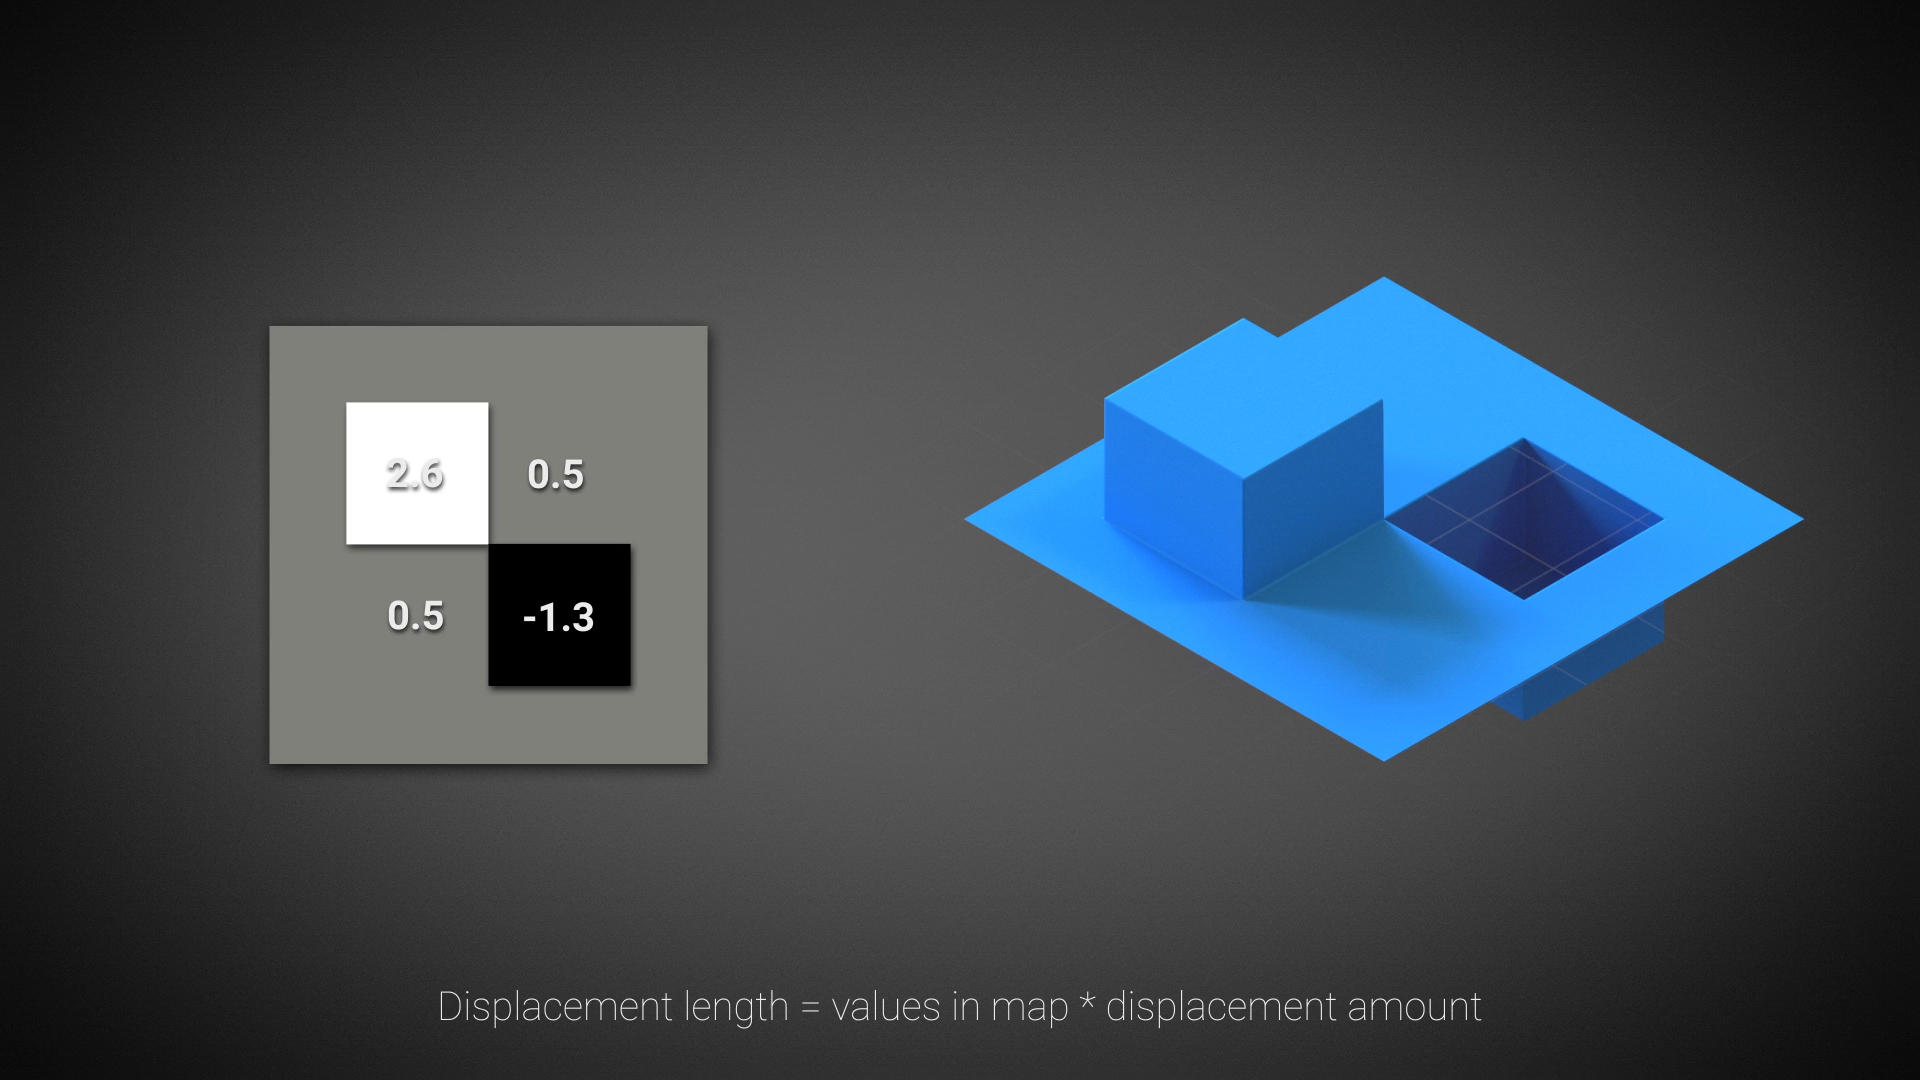 2.6 0.5
0.5 -1.3
Displacement length = values in map * displacement amount